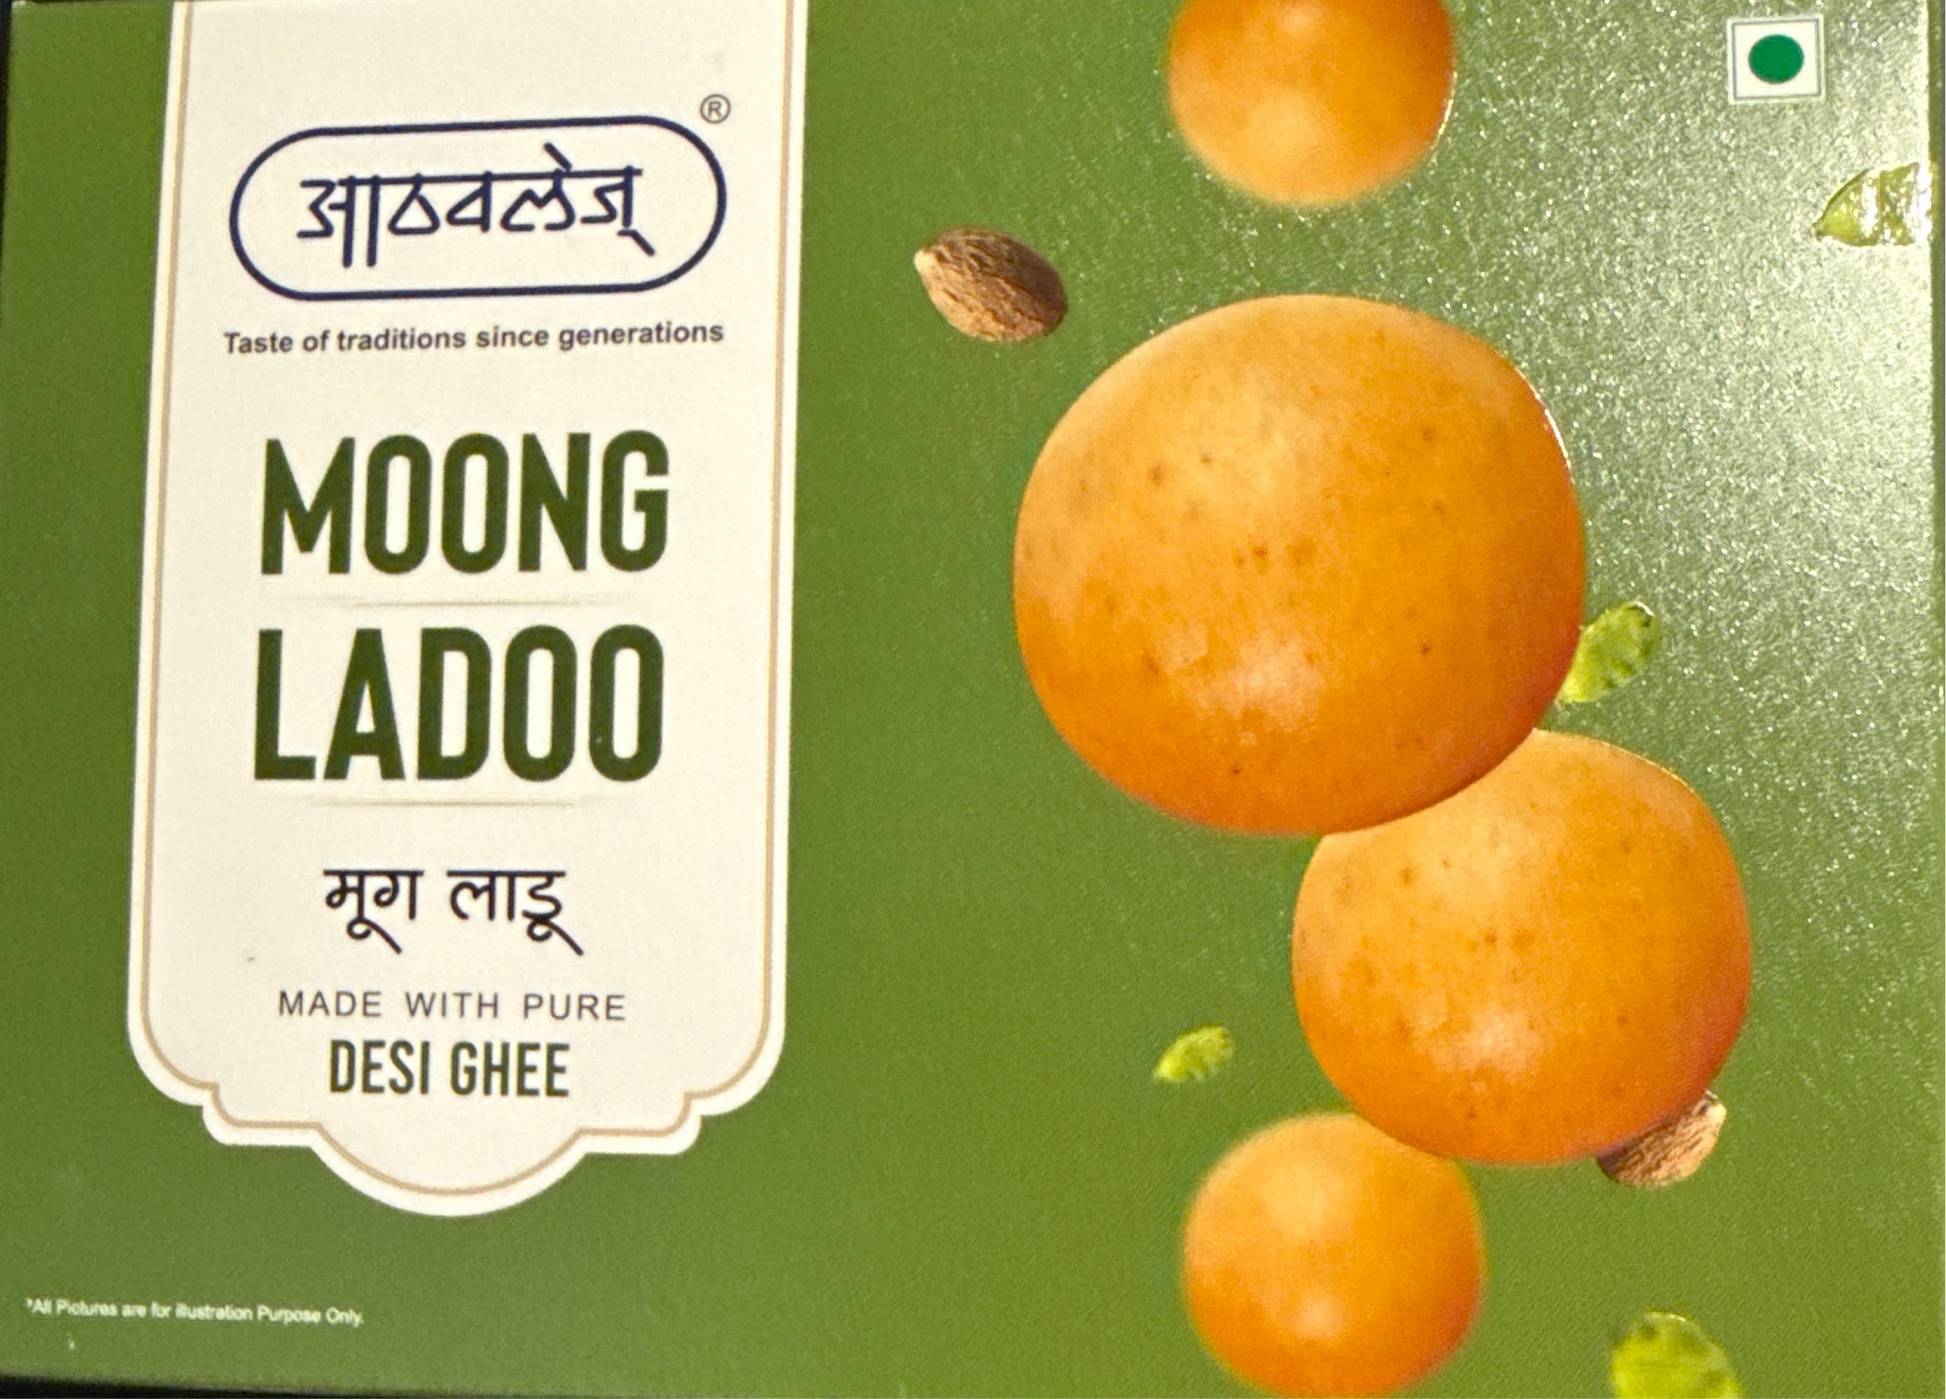 आठवलेज्
®
Taste of traditions since generations
MOONG
LADOO
मूग लाडू
MADE WITH PURE
DESI GHEE
*All Pictures are for illustration Purpose Only.